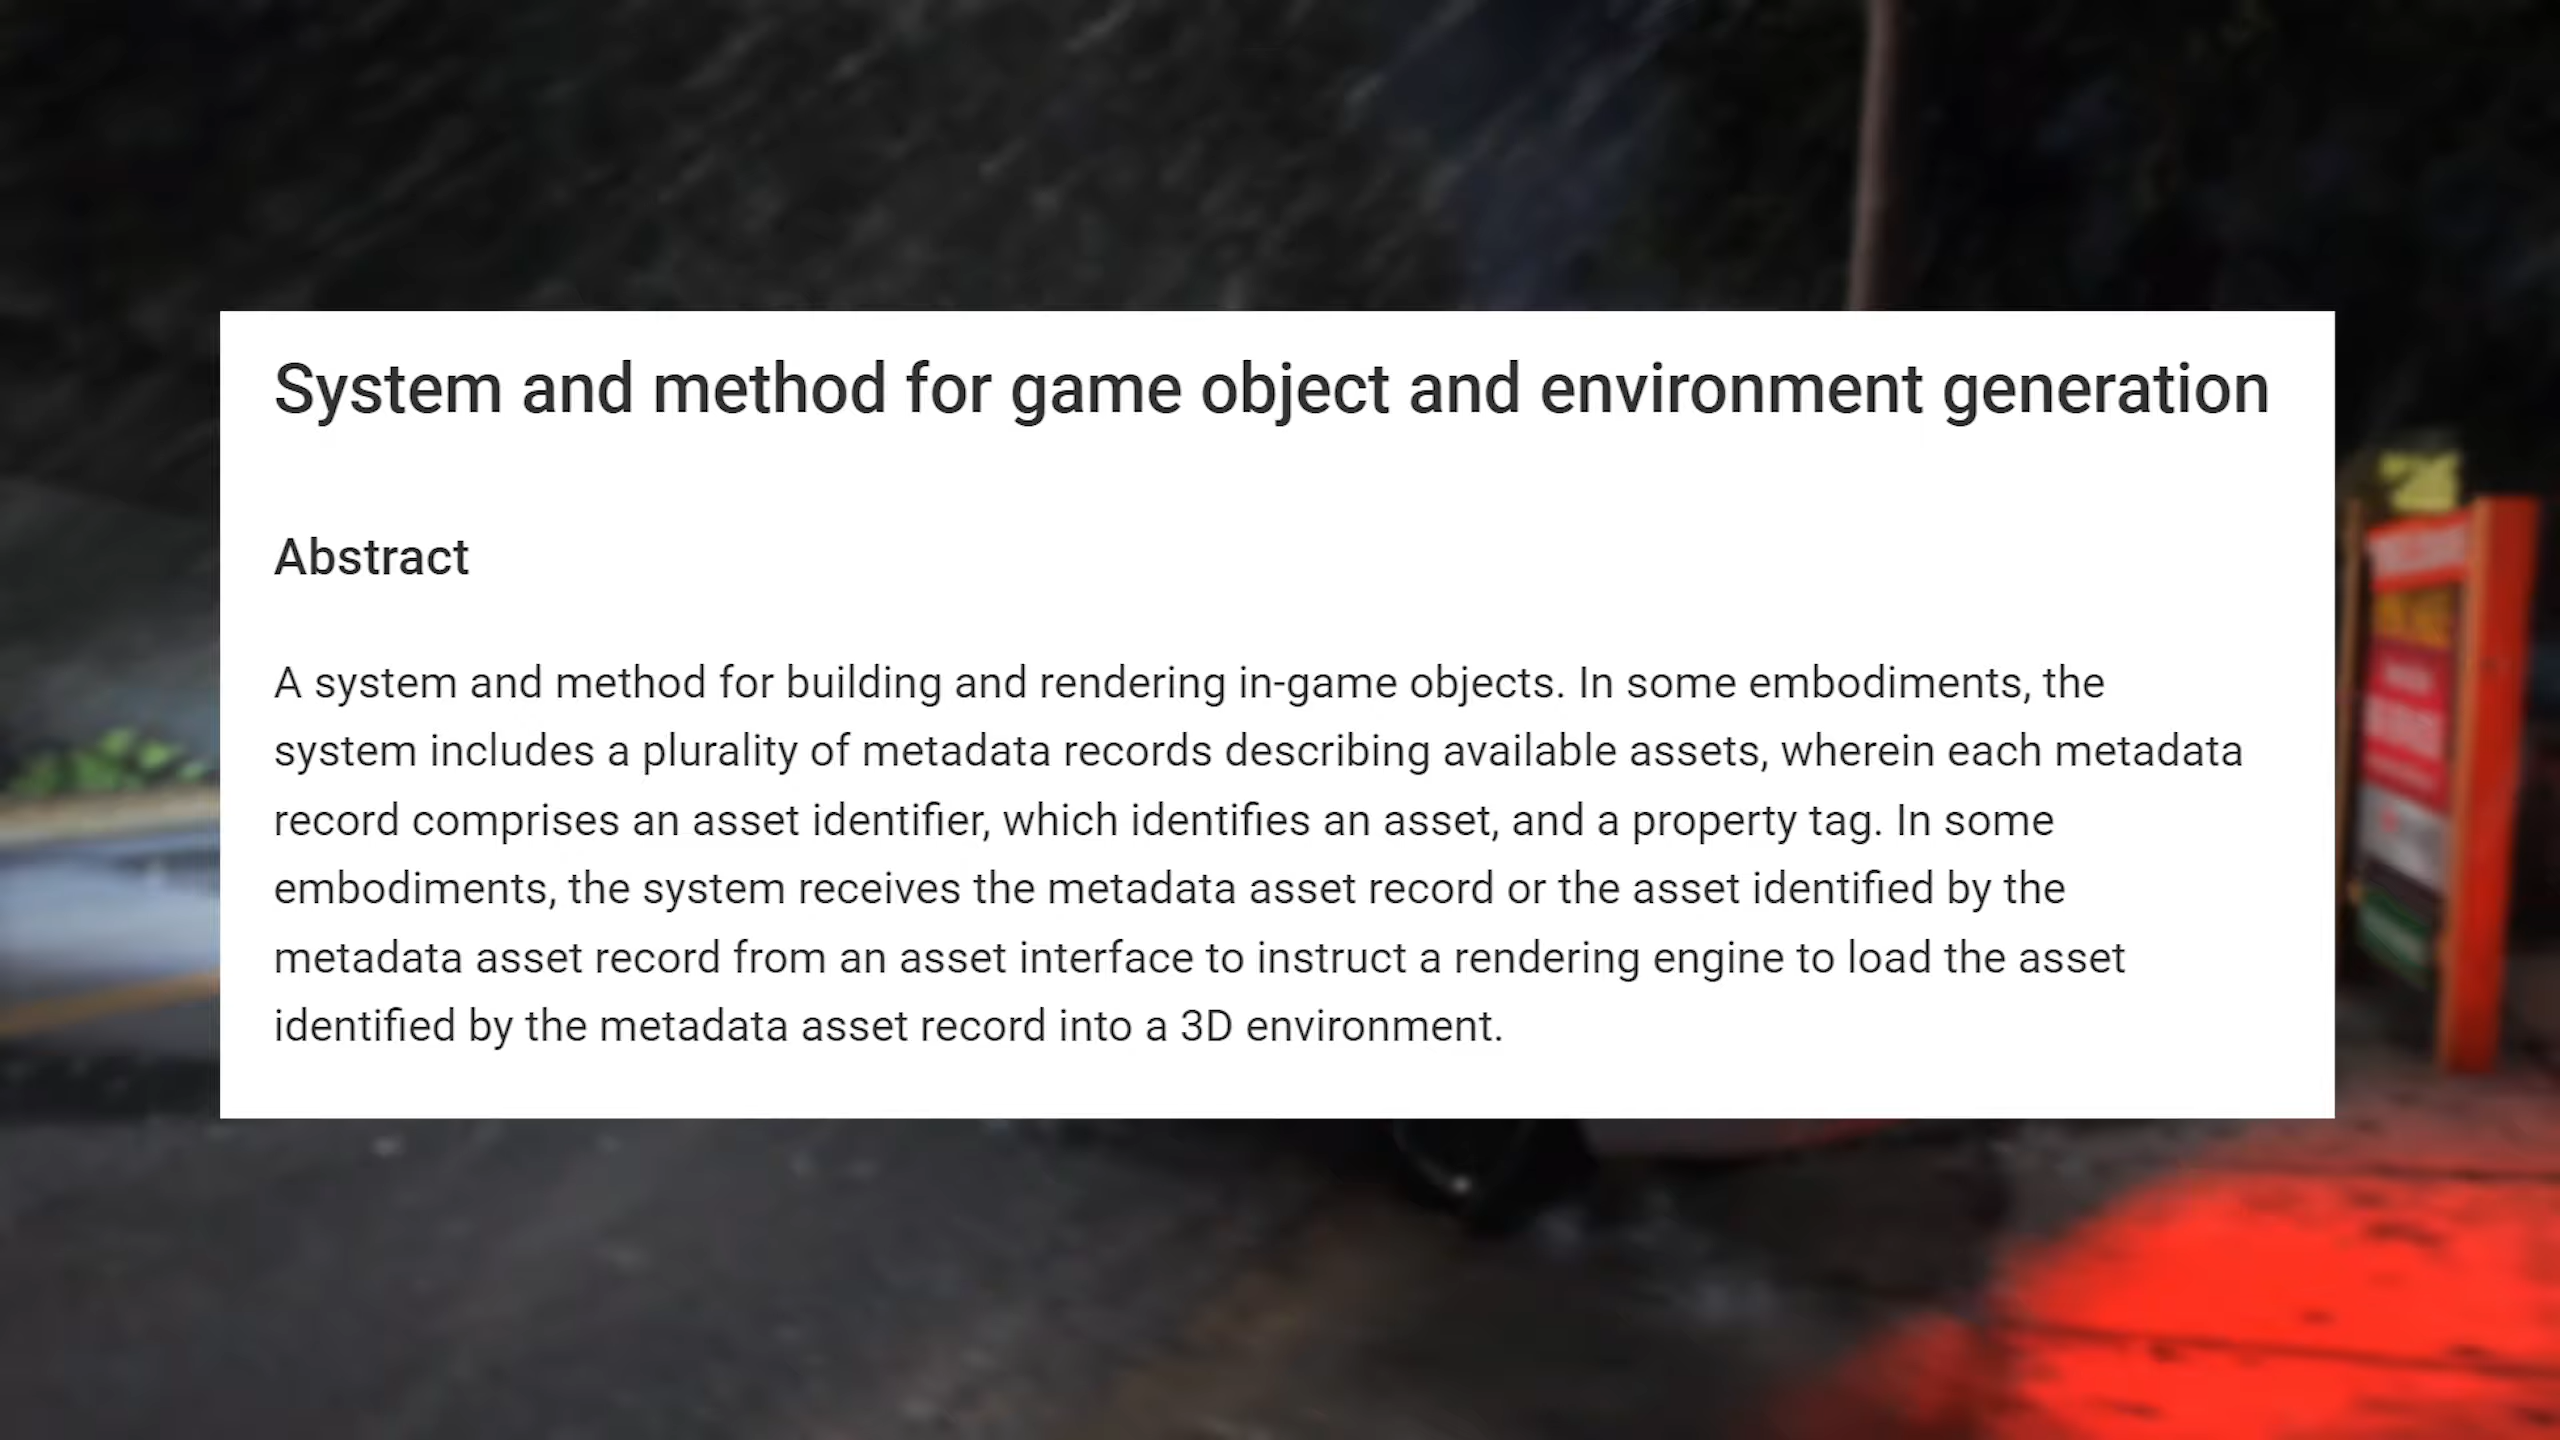 System and method for game object and environment generation
Abstract
A system and method for building and rendering in-game objects. In some embodiments, the
system includes a plurality of metadata records describing available assets, wherein each metadata
record comprises an asset identifier, which identifies an asset, and a property tag. In some
embodiments, the system receives the metadata asset record or the asset identified by the
metadata asset record from an asset interface to instruct a rendering engine to load the asset
identified by the metadata asset record into a 3D environment.